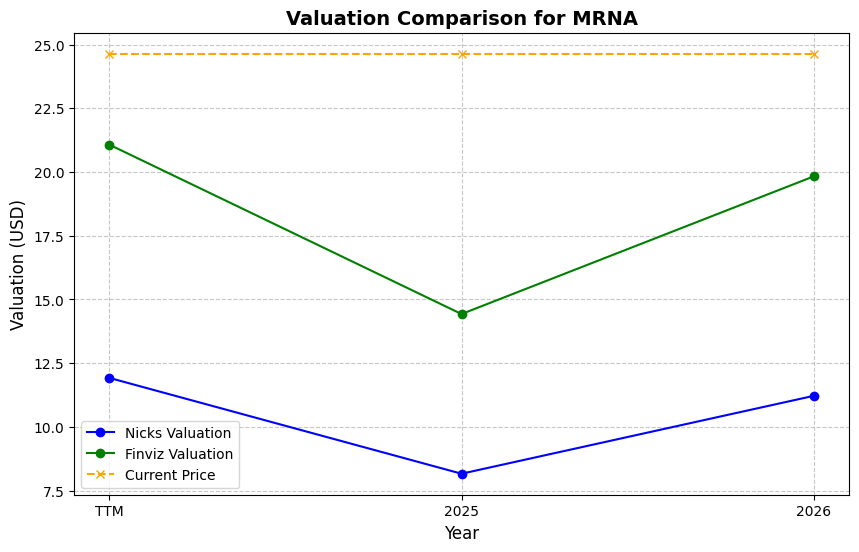 Valuation Comparison for MRNA
Valuation (USD)
25.0
22.5
20.0
17.5
15.0
12.5
10.0
7.5
Nicks Valuation
Finviz Valuation
Current Price
TTM 2025 2026
Year